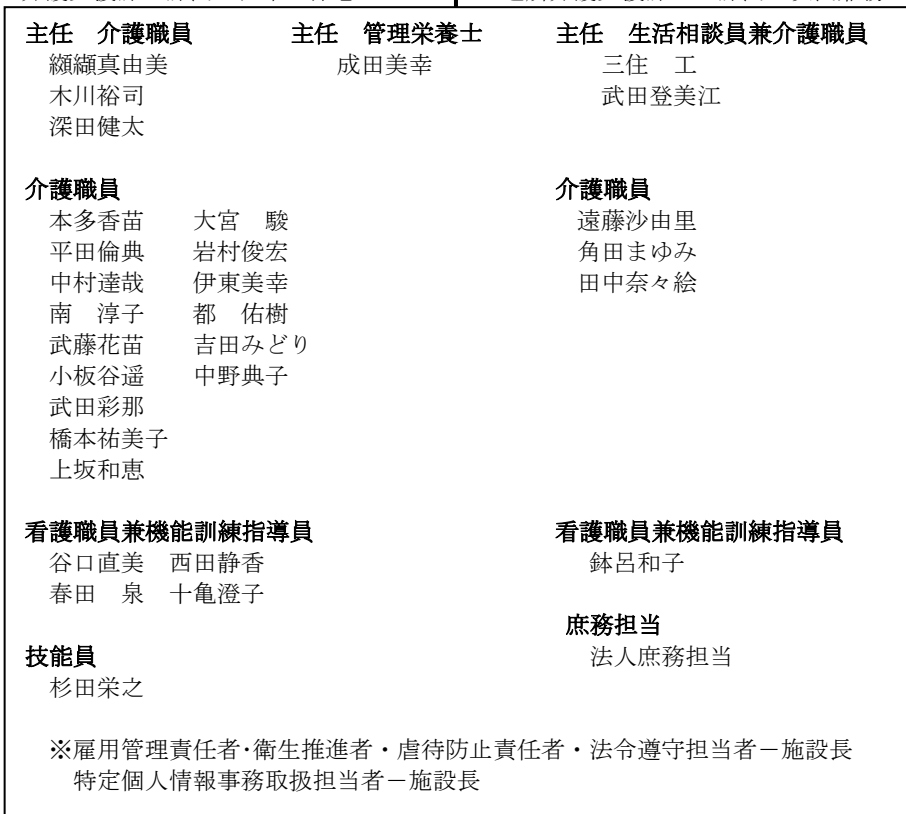 主任　介護職員　　　　主任　管理栄養士　　　　主任　生活相談員兼介護職員
纐纈真由美　　　　成田美幸　　　　三住　工
木川裕司　　　　武田登美江
深田健太
介護職員　　　　介護職員
本多香苗　　大宮　駿　　　　遠藤沙由里
平田倫典　　岩村俊宏　　　　角田まゆみ
中村達哉　　伊東美幸　　　　田中奈々絵
南　淳子　　都　佑樹
武藤花苗　　吉田みどり
小板谷遥　　中野典子
武田彩那
橋本祐美子
上坂和恵
看護職員兼機能訓練指導員　　　　看護職員兼機能訓練指導員
谷口直美　西田静香　　　　鉢呂和子
春田　泉　十亀澄子
庶務担当
技能員　　　　法人庶務担当
杉田栄之
※雇用管理責任者･衛生推進者・虐待防止責任者・法令遵守担当者－施設長
特定個人情報事務取扱担当者－施設長